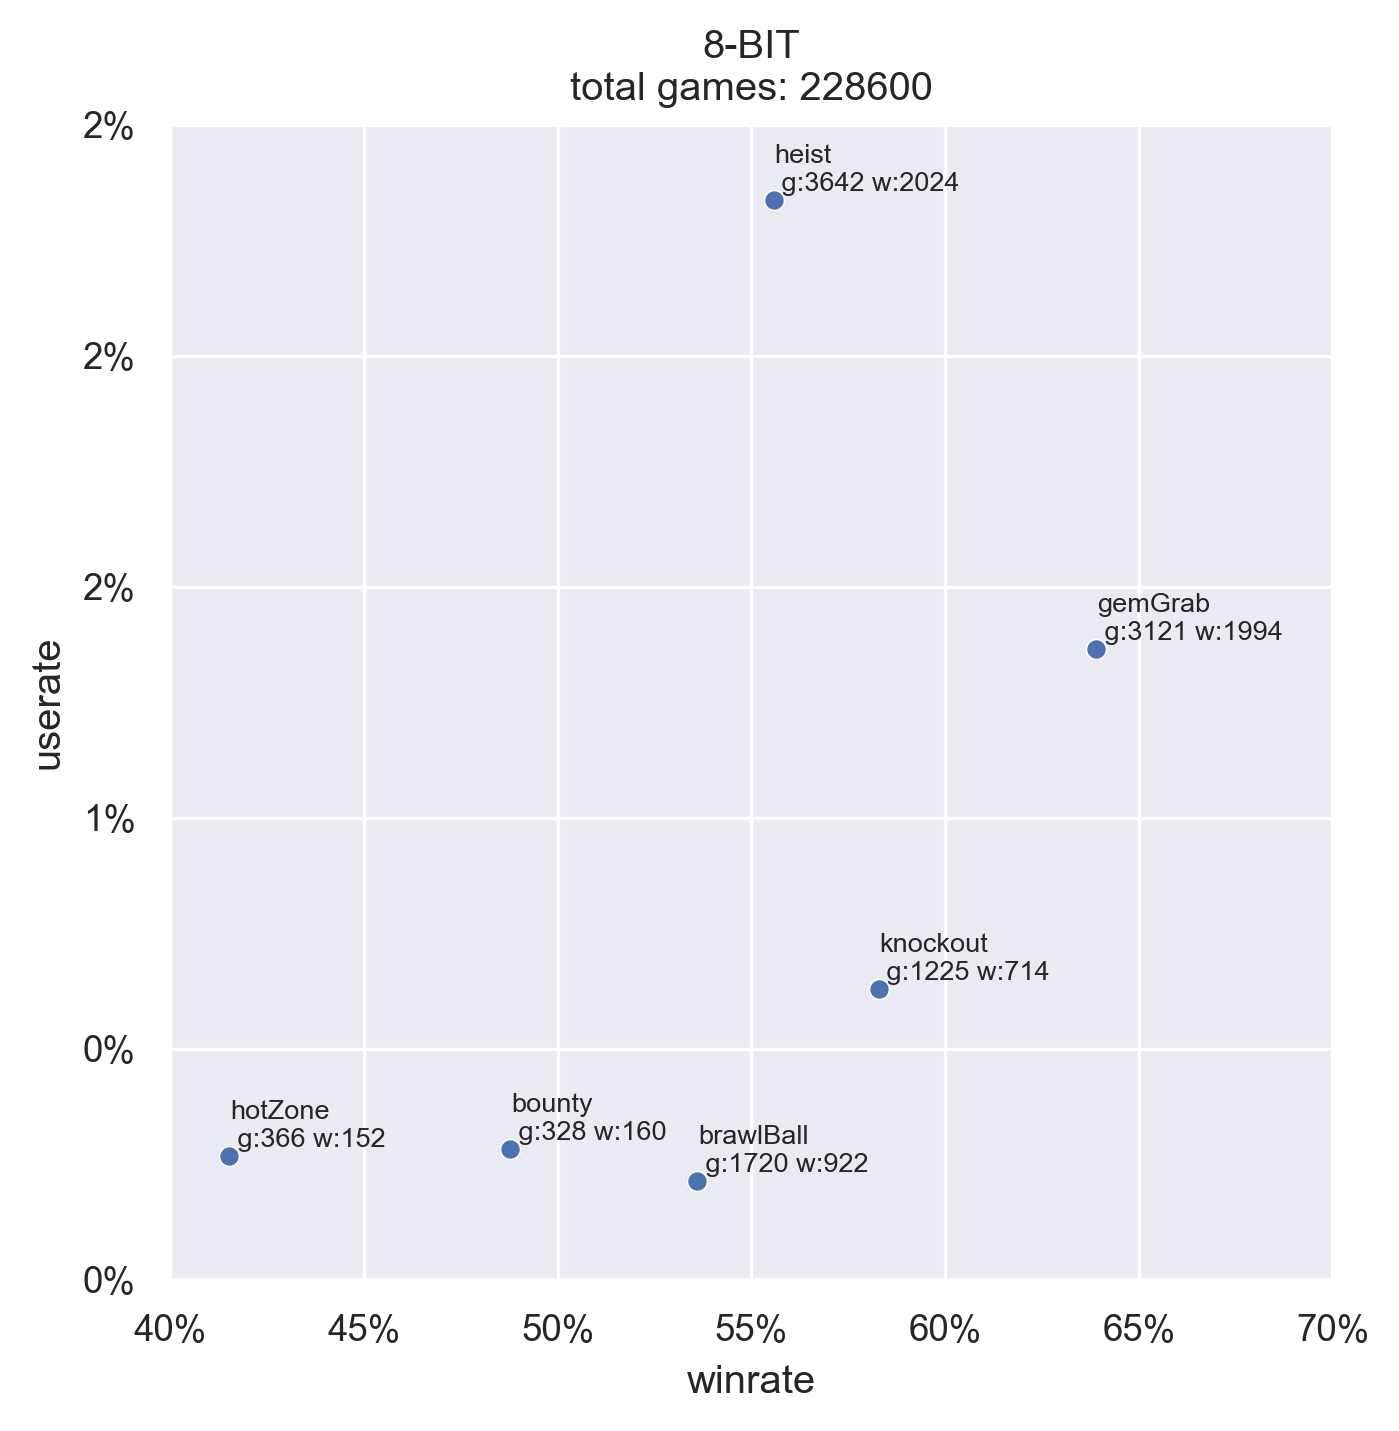 8-BIT
total games: 228600
2%
heist
g:3642 w:2024
2%
2%
gemGrab
g:3121 w:1994
userate
1%
knockout
g:1225 w:714
0%
hotZone
g:366 w:152
bounty
g:328 w:160
brawlBall
g:1720 w:922
0%
40% 45% 50% 55% 60% 65% 70%
winrate